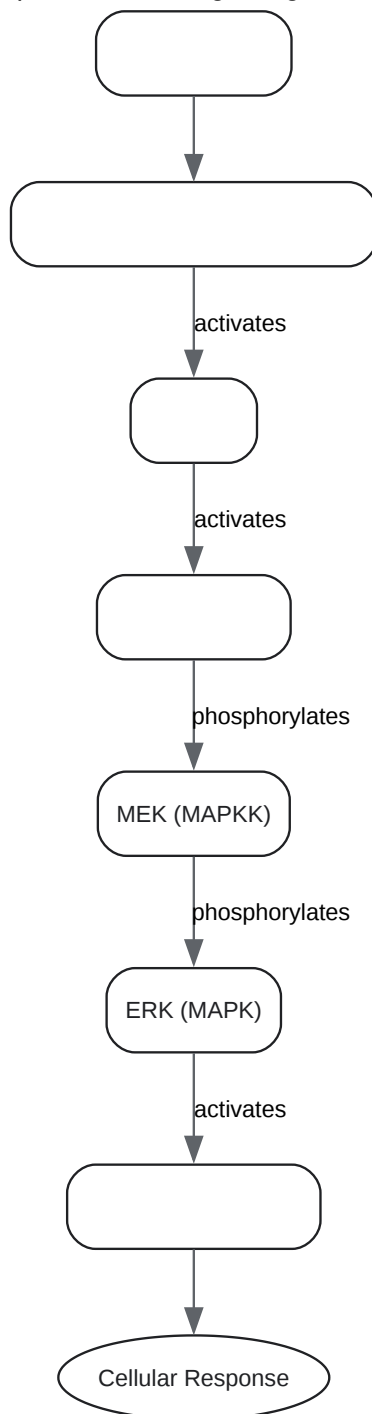 activates
activates
phosphorylates
MEK (MAPKK)
phosphorylates
ERK (MAPK)
activates
Cellular Response